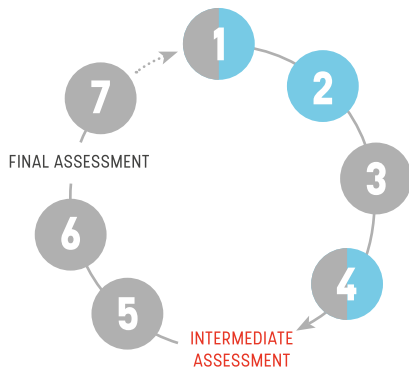 1
2
3
4
INTERMEDIATE
ASSESSMENT
5
6
FINAL ASSESSMENT
7